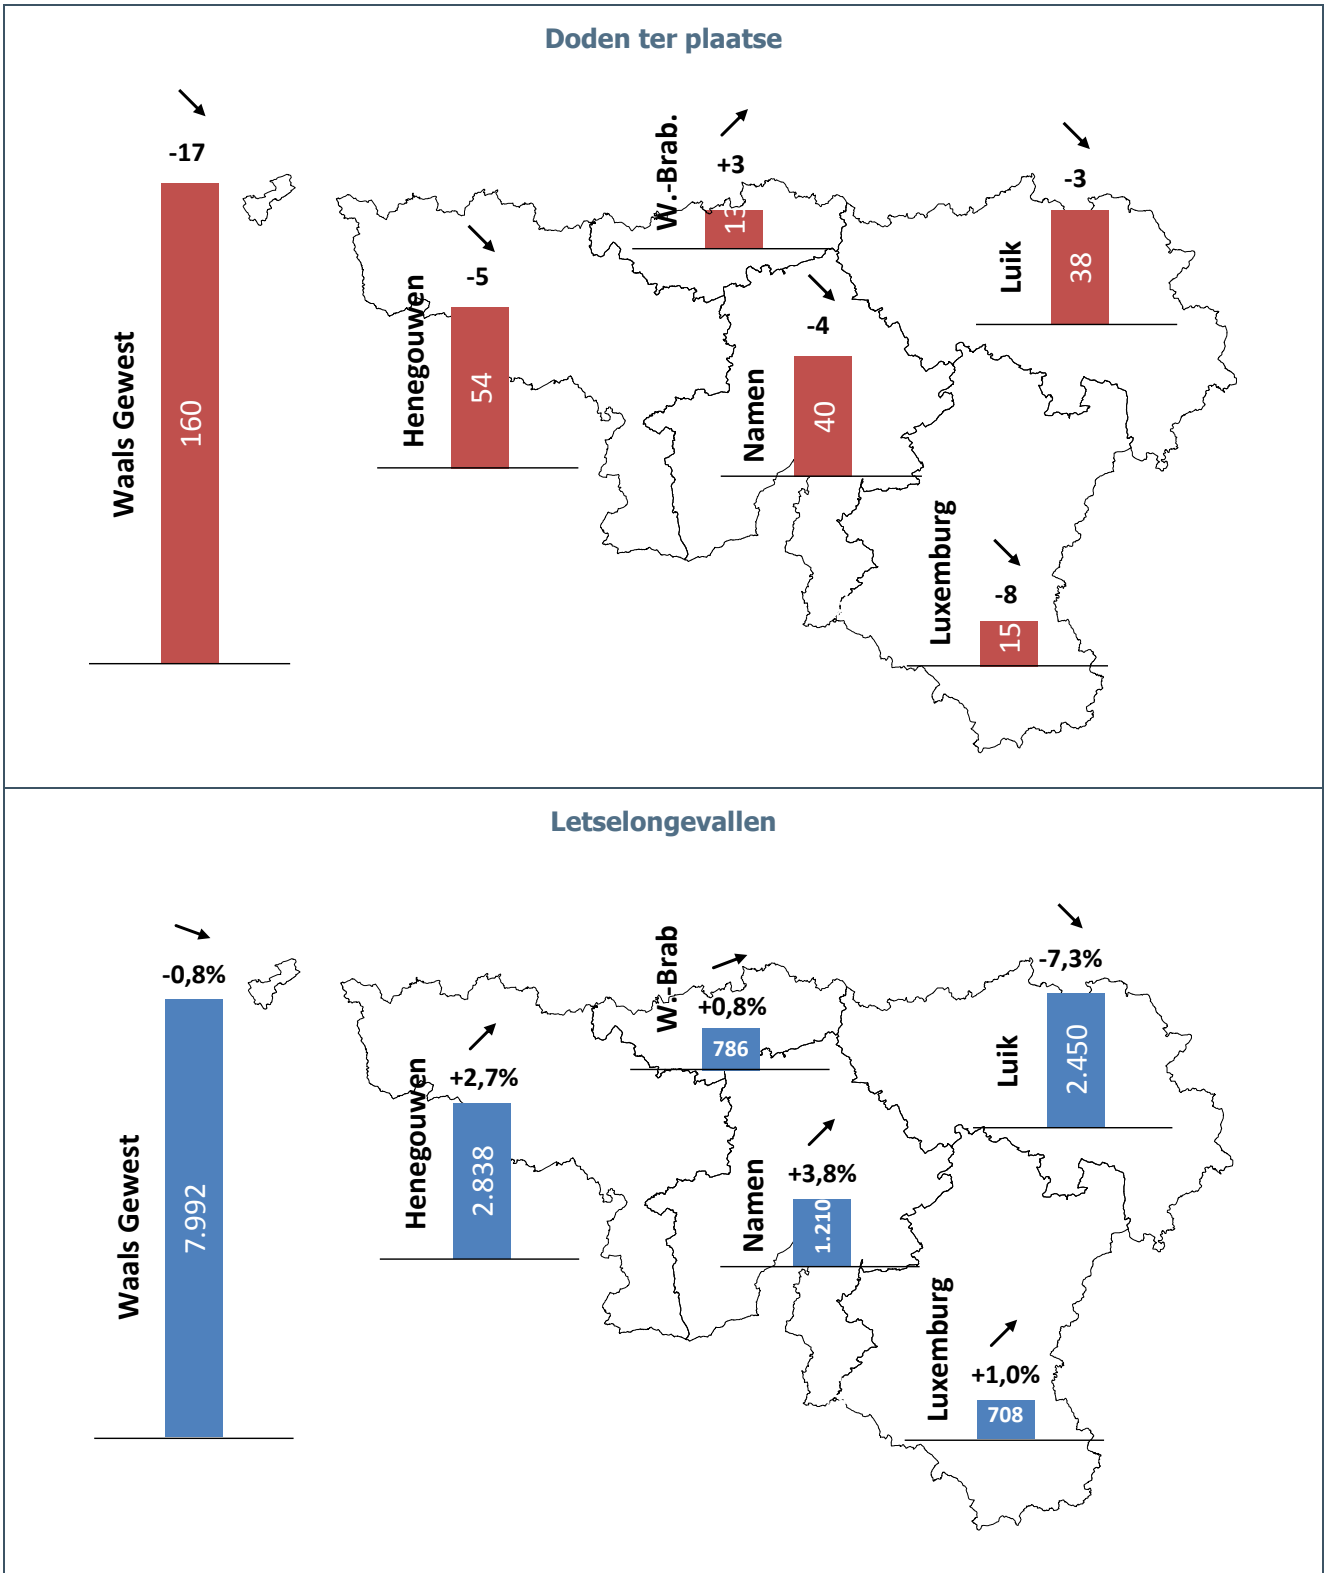 Doden ter plaatse
-17
Waals Gewest
160
-5
Henegouwen
54
W.-Brab.
+3
13
-4
Namen
40
-3
Luik
38
-8
Luxemburg
15
Letselongevallen
-0,8%
Waals Gewest
7.992
+2,7%
Henegouwen
2.838
W.-Brab
+0,8%
786
+3,8%
Namen
1.210
-7,3%
Luik
2.450
+1,0%
Luxemburg
708